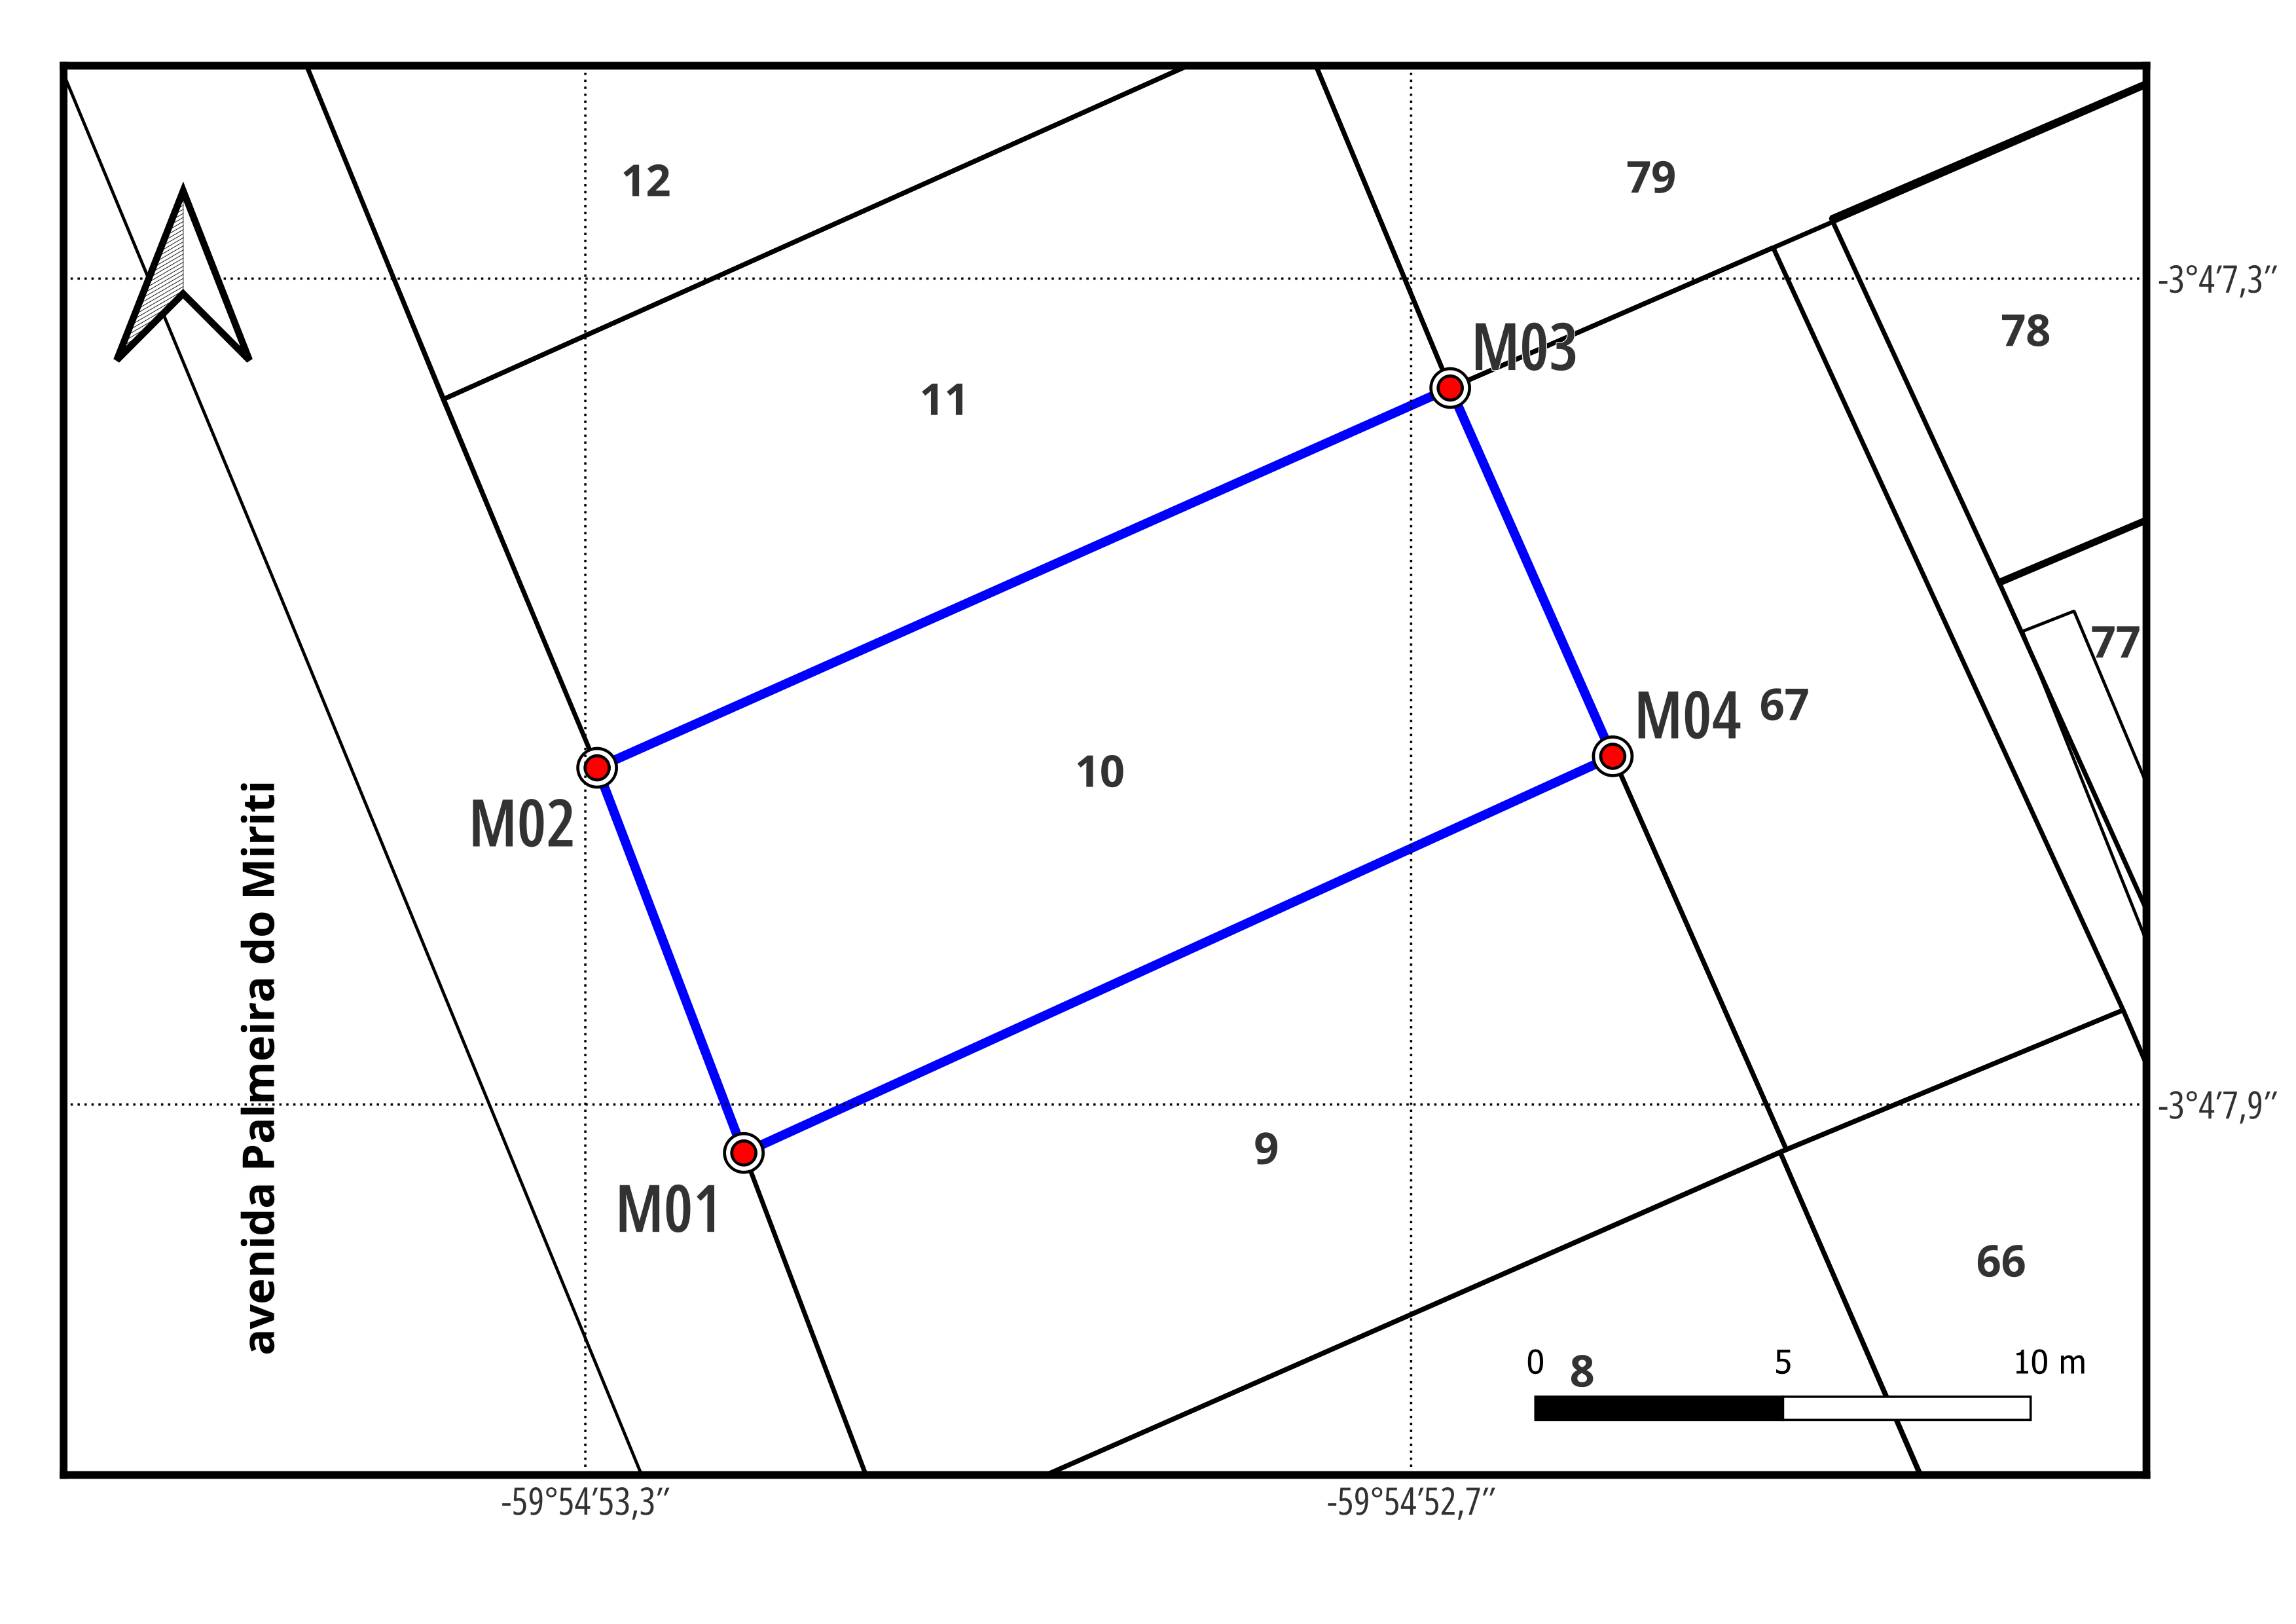 12
79
-3°4′7,3″
78
M03
11
77
M04
67
10
M02
avenida Palmeira do Miriti
-3°4′7,9″
9
M01
66
0 5 10 m
8
-59°54′53,3″
-59°54′52,7″